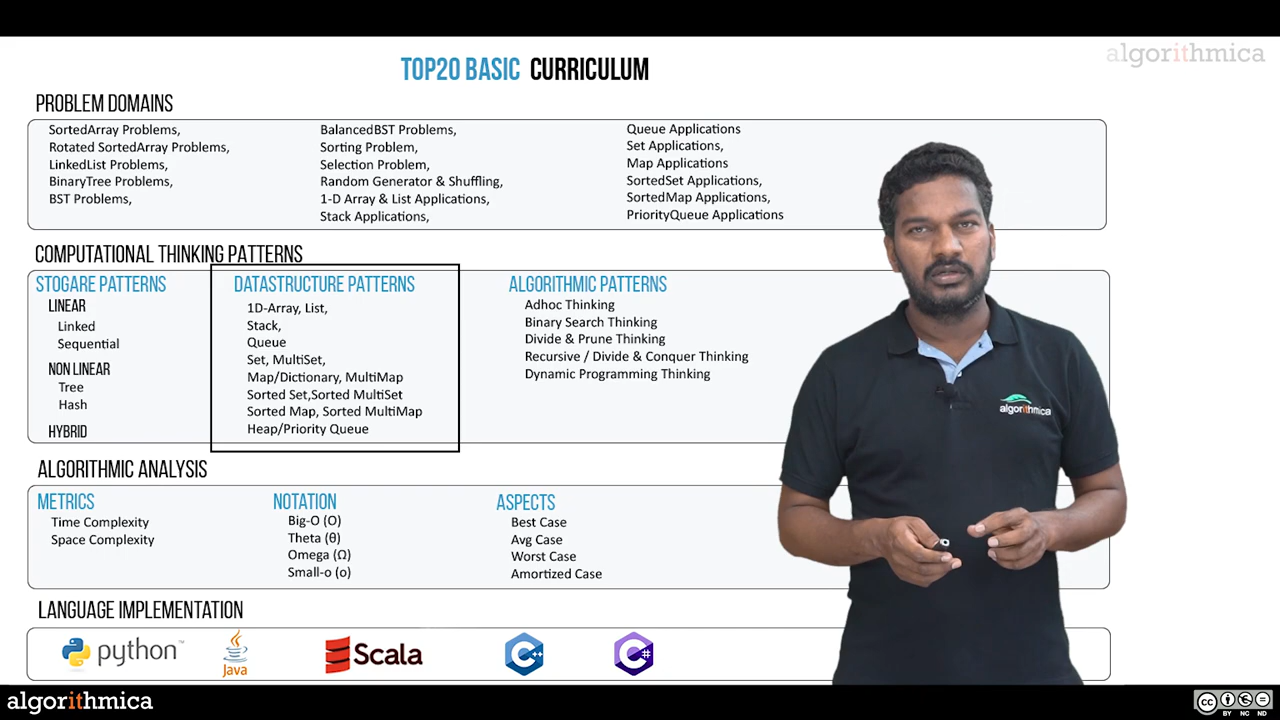 algorithmica
TOP20 BASIC CURRICULUM
PROBLEM DOMAINS
SortedArray Problems,
Rotated SortedArray Problems,
LinkedList Problems,
BinaryTree Problems,
BST Problems,
BalancedBST Problems,
Sorting Problem,
Selection Problem,
Random Generator & Shuffling,
1-D Array & List Applications,
Stack Applications,
Queue Applications
Set Applications,
Map Applications
SortedSet Applications,
SortedMap Applications,
PriorityQueue Applications
COMPUTATIONAL THINKING PATTERNS
STOGARE PATTERNS
LINEAR
Linked
Sequential
NON LINEAR
Tree
Hash
HYBRID
DATASTRUCTURE PATTERNS
1D-Array, List,
Stack,
Queue
Set, MultiSet,
Map/Dictionary, MultiMap
Sorted Set,Sorted MultiSet
Sorted Map, Sorted MultiMap
Heap/Priority Queue
ALGORITHMIC PATTERNS
Adhoc Thinking
Binary Search Thinking
Divide & Prune Thinking
Recursive / Divide & Conquer Thinking
Dynamic Programming Thinking
algorithmica
ALGORITHMIC ANALYSIS
METRICS
Time Complexity
Space Complexity
NOTATION
Big-O (O)
Theta (θ)
Omega (Ω)
Small-o (o)
ASPECTS
Best Case
Avg Case
Worst Case
Amortized Case
LANGUAGE IMPLEMENTATION
python™
Java
Scala
C++
C#
algorithmica
cc
BY NC ND